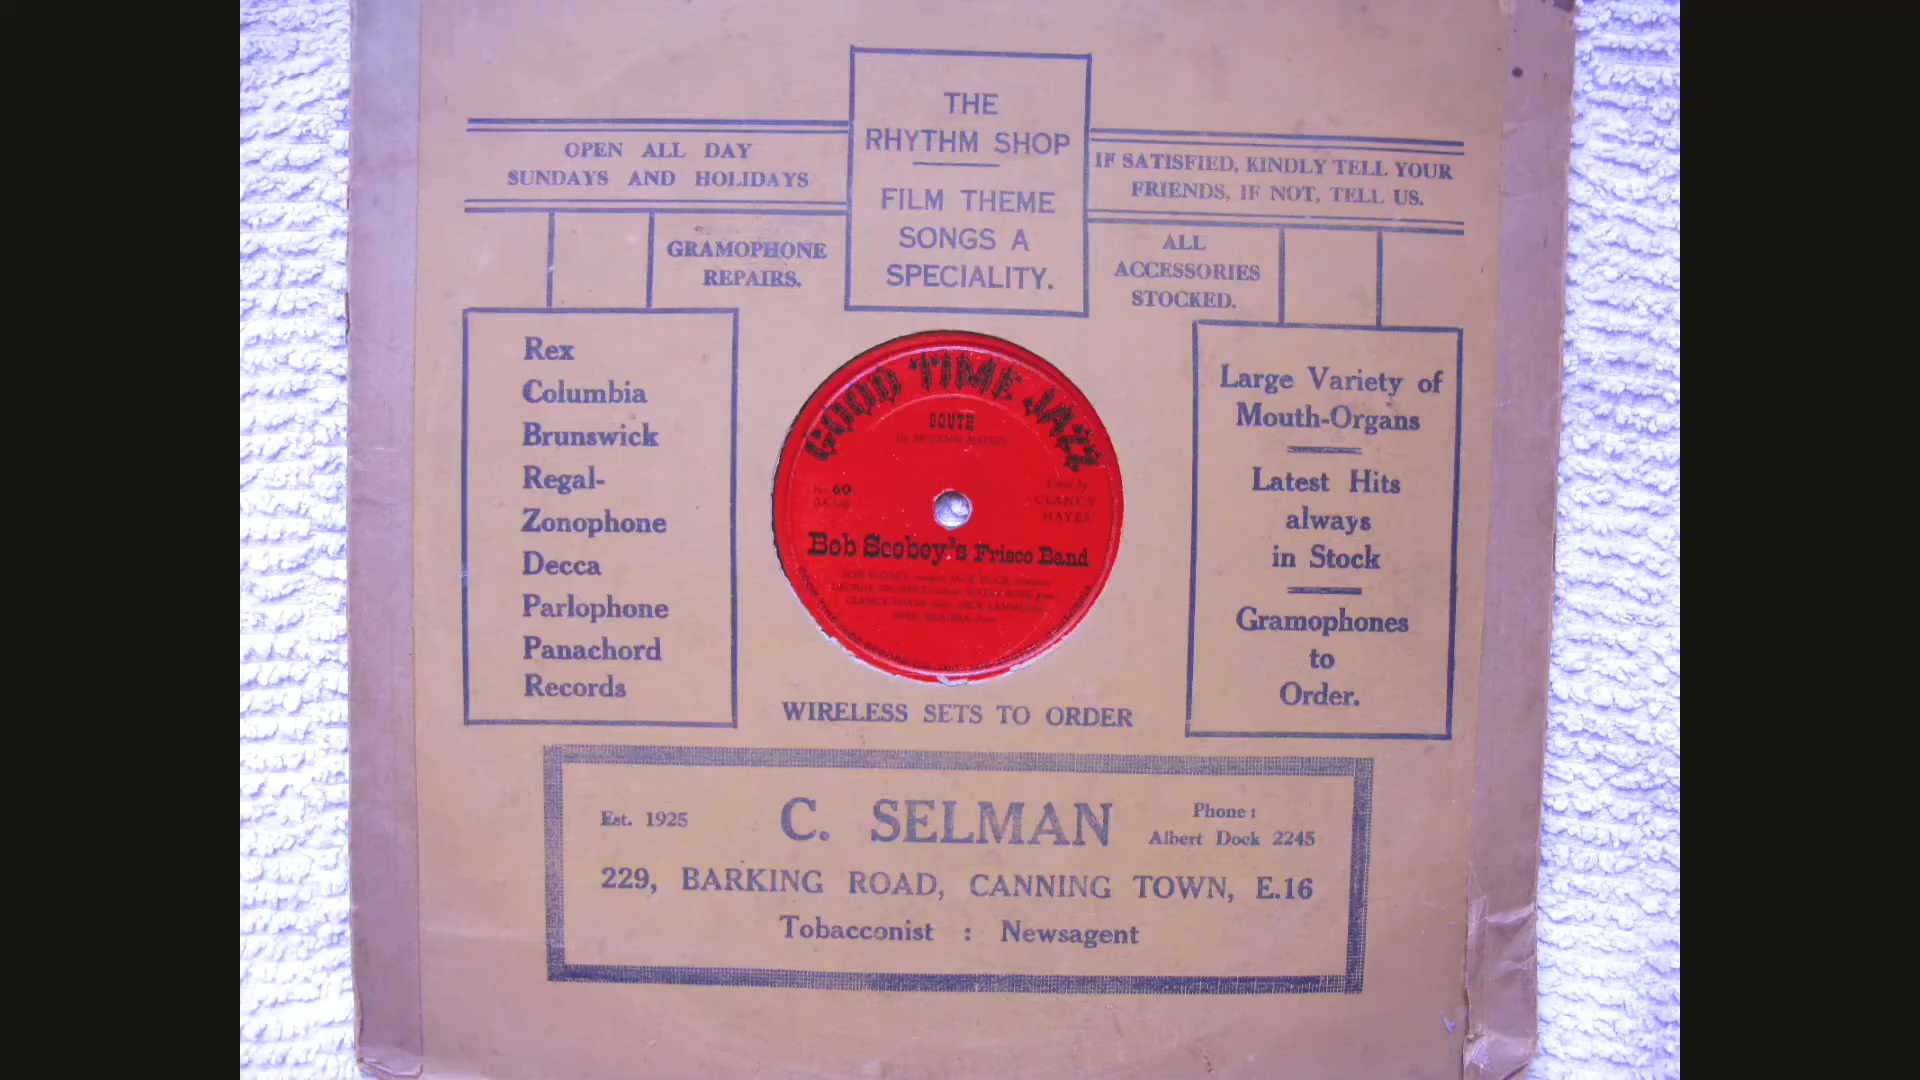 THE
RHYTHM SHOP
FILM THEME
SONGS A
SPECIALITY.
OPEN ALL DAY
SUNDAYS AND HOLIDAYS
IF SATISFIED, KINDLY TELL YOUR
FRIENDS, IF NOT, TELL US.
GRAMOPHONE
REPAIRS.
ALL
ACCESSORIES
STOCKED.
Rex
Columbia
Brunswick
Regal-
Zonophone
Decca
Parlophone
Panachord
Records
GOOD TIME JAZZ
SOUTH
No. 60
Vocal by
CLANCY
HAYES
Bob Scobey's Frisco Band
Large Variety of
Mouth-Organs
Latest Hits
always
in Stock
Gramophones
to
Order.
WIRELESS SETS TO ORDER
Est. 1925
C. SELMAN
Phone :
Albert Dock 2245
229, BARKING ROAD, CANNING TOWN, E.16
Tobacconist : Newsagent